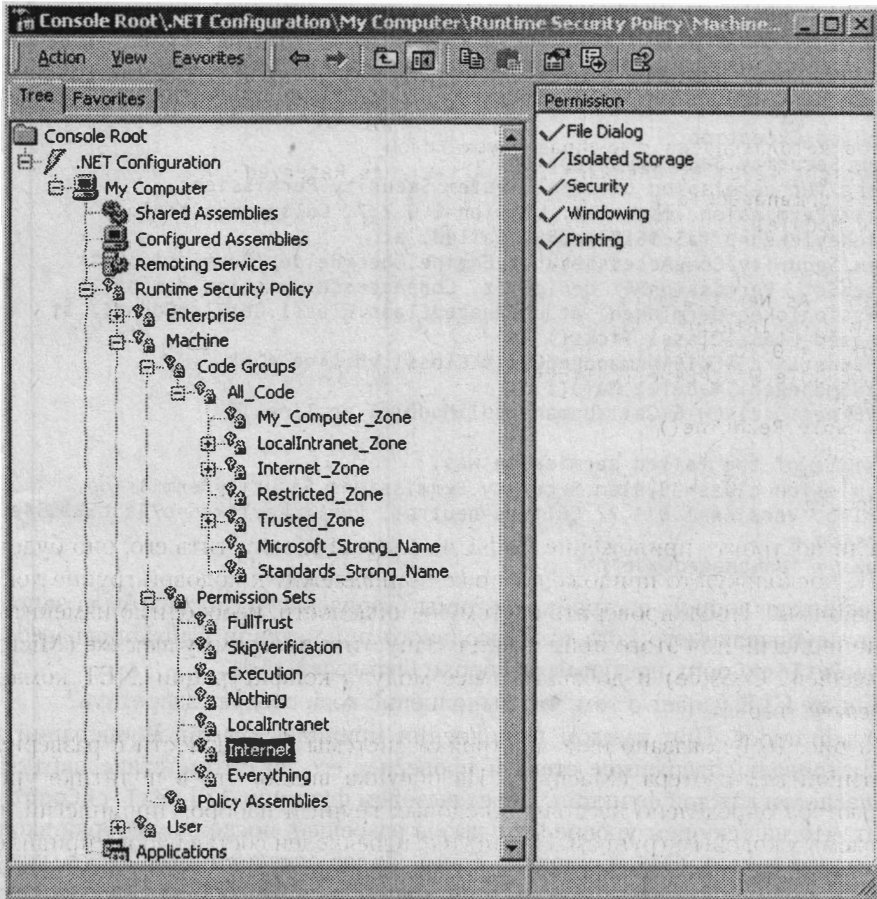 Console Root\.NET Configuration\My Computer\Runtime Security Policy\Machine...
Action View Favorites
Tree Favorites
Console Root
.NET Configuration
My Computer
Shared Assemblies
Configured Assemblies
Remoting Services
Runtime Security Policy
Enterprise
Machine
Code Groups
All_Code
My_Computer_Zone
LocalIntranet_Zone
Internet_Zone
Restricted_Zone
Trusted_Zone
Microsoft_Strong_Name
Standards_Strong_Name
Permission Sets
FullTrust
SkipVerification
Execution
Nothing
LocalIntranet
Internet
Everything
Policy Assemblies
User
Applications
Permission
File Dialog
Isolated Storage
Security
Windowing
Printing